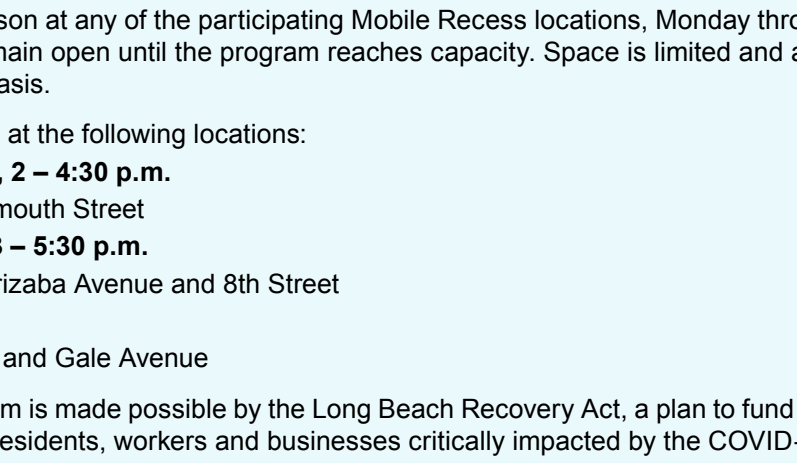 son at any of the participating Mobile Recess locations, Monday thro
main open until the program reaches capacity. Space is limited and a
asis.
at the following locations:
, 2 – 4:30 p.m.
mouth Street
– 5:30 p.m.
rizaba Avenue and 8th Street
and Gale Avenue
m is made possible by the Long Beach Recovery Act, a plan to fund
esidents, workers and businesses critically impacted by the COVID-